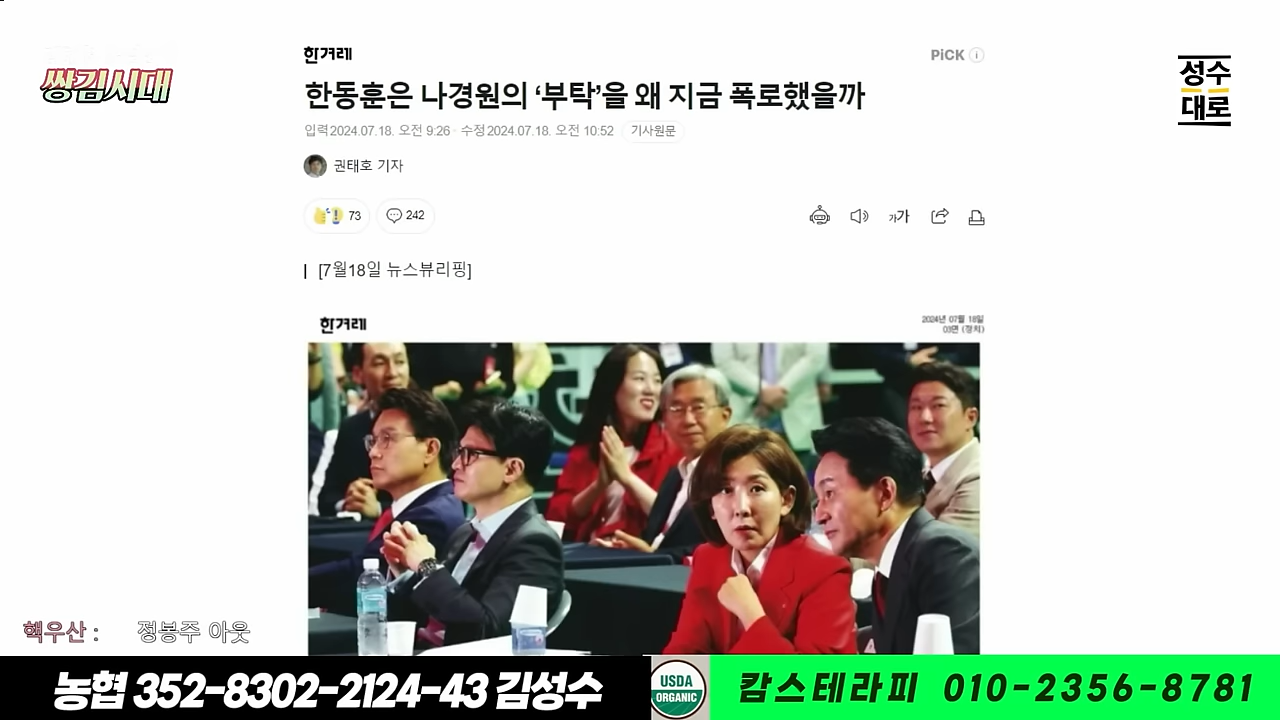 한겨레
PiCK
쌍김시대
성수
대로
한동훈은 나경원의 ‘부탁’을 왜 지금 폭로했을까
입력2024.07.18. 오전 9:26 · 수정2024.07.18. 오전 10:52 기사원문
권태호 기자
73 242
가가
[7월18일 뉴스뷰리핑]
한겨레
2024년 07월 18일
03면 (정치)
핵우산 : 정봉주 아웃
농협 352-8302-2124-43 김성수
USDA
ORGANIC
캄스테라피 010-2356-8781